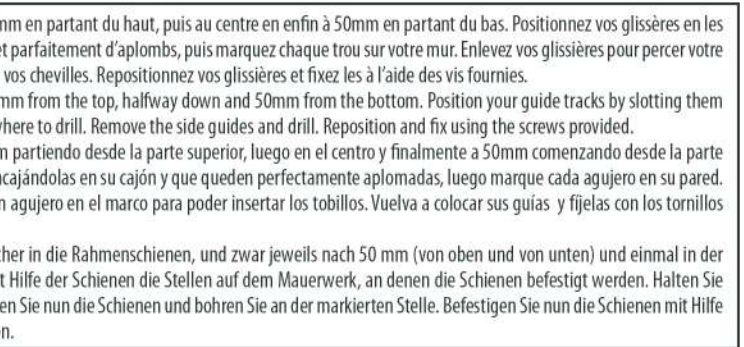 mm en partant du haut, puis au centre en enfin à 50mm en partant du bas. Positionnez vos glissères en les
et parfaitement d'aplombs, puis marquez chaque trou sur votre mur. Enlevez vos glissières pour percer votre
vos chevilles. Repositionnez vos glissières et fixez les à l'aide des vis fournies.
mm from the top, halfway down and 50mm from the bottom. Position your guide tracks by slotting them
where to drill. Remove the side guides and drill. Reposition and fix using the screws provided.
partiendo desde la parte superior, luego en el centro y finalmente a 50mm comenzando desde la parte
ncajándolas en su cajón y que queden perfectamente aplomadas, luego marque cada agujero en su pared.
n agujero en el marco para poder insertar los tobillos. Vuelva a colocar sus guías y fíjelas con los tornillos
cher in die Rahmenschienen, und zwar jeweils nach 50 mm (von oben und von unten) und einmal in der
t Hilfe der Schienen die Stellen auf dem Mauerwerk, an denen die Schienen befestigt werden. Halten Sie
en Sie nun die Schienen und bohren Sie an der markierten Stelle. Befestigen Sie nun die Schienen mit Hilfe
n.